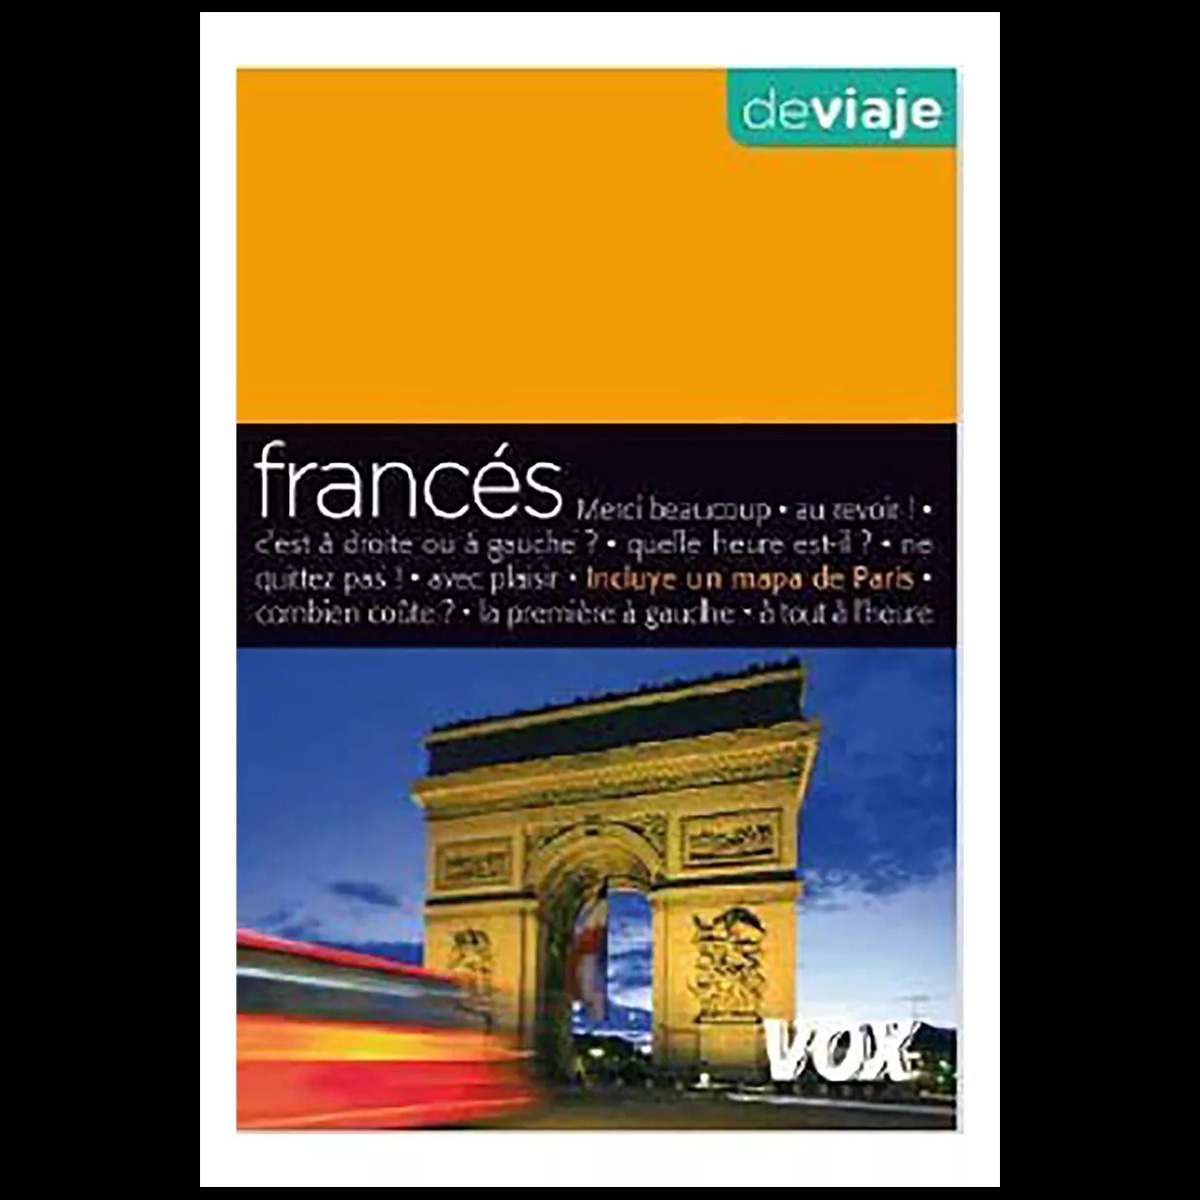 deviaje
francés Merci beaucoup • au revoir ! •
c'est à droite ou à gauche ? • quelle heure est-il ? • ne
quittez pas ! • avec plaisir • Incluye un mapa de Paris •
combien coûte ? • la première à gauche • à tout à l'heure
VOX